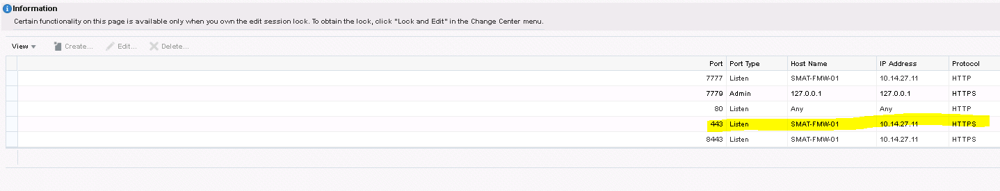 Information
Certain functionality on this page is available only when you own the edit session lock. To obtain the lock, click "Lock and Edit" in the Change Center menu.
View Create... Edit... Delete...
Port Port Type Host Name IP Address Protocol
7777 Listen SMAT-FMW-01 10.14.27.11 HTTP
7779 Admin 127.0.0.1 127.0.0.1 HTTPS
80 Listen Any Any HTTP
443 Listen SMAT-FMW-01 10.14.27.11 HTTPS
8443 Listen SMAT-FMW-01 10.14.27.11 HTTPS